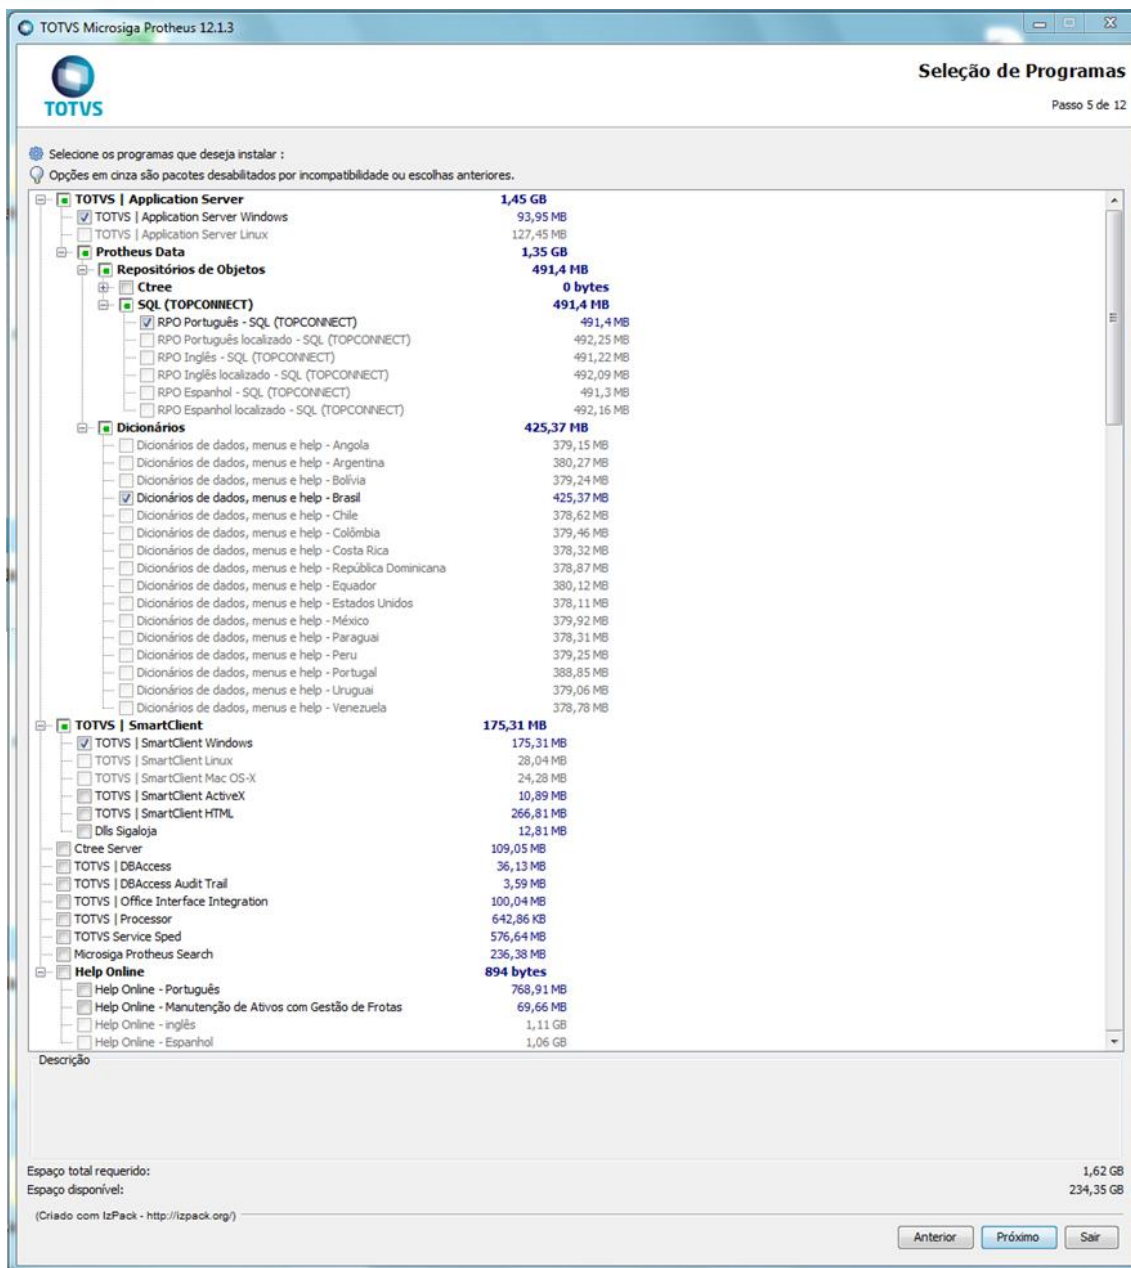 TOTVS Microsiga Protheus 12.1.3
TOTVS
Seleção de Programas
Passo 5 de 12
Selecione os programas que deseja instalar :
Opções em cinza são pacotes desabilitados por incompatibilidade ou escolhas anteriores.
TOTVS | Application Server 1,45 GB
TOTVS | Application Server Windows 93,95 MB
TOTVS | Application Server Linux 127,45 MB
Protheus Data 1,35 GB
Repositórios de Objetos 491,4 MB
Ctree 0 bytes
SQL (TOPCONNECT) 491,4 MB
RPO Português - SQL (TOPCONNECT) 491,4 MB
RPO Português localizado - SQL (TOPCONNECT) 492,25 MB
RPO Inglês - SQL (TOPCONNECT) 491,22 MB
RPO Inglês localizado - SQL (TOPCONNECT) 492,09 MB
RPO Espanhol - SQL (TOPCONNECT) 491,3 MB
RPO Espanhol localizado - SQL (TOPCONNECT) 492,16 MB
Dicionários 425,37 MB
Dicionários de dados, menus e help - Angola 379,15 MB
Dicionários de dados, menus e help - Argentina 380,27 MB
Dicionários de dados, menus e help - Bolívia 379,24 MB
Dicionários de dados, menus e help - Brasil 425,37 MB
Dicionários de dados, menus e help - Chile 378,62 MB
Dicionários de dados, menus e help - Colômbia 379,46 MB
Dicionários de dados, menus e help - Costa Rica 378,32 MB
Dicionários de dados, menus e help - República Dominicana 378,87 MB
Dicionários de dados, menus e help - Equador 380,12 MB
Dicionários de dados, menus e help - Estados Unidos 378,11 MB
Dicionários de dados, menus e help - México 379,92 MB
Dicionários de dados, menus e help - Paraguai 378,31 MB
Dicionários de dados, menus e help - Peru 379,25 MB
Dicionários de dados, menus e help - Portugal 388,85 MB
Dicionários de dados, menus e help - Uruguai 379,06 MB
Dicionários de dados, menus e help - Venezuela 378,78 MB
TOTVS | SmartClient 175,31 MB
TOTVS | SmartClient Windows 175,31 MB
TOTVS | SmartClient Linux 28,04 MB
TOTVS | SmartClient Mac OS-X 24,28 MB
TOTVS | SmartClient ActiveX 10,89 MB
TOTVS | SmartClient HTML 266,81 MB
Dlls Sigaloja 12,81 MB
Ctree Server 109,05 MB
TOTVS | DBAccess 36,13 MB
TOTVS | DBAccess Audit Trail 3,59 MB
TOTVS | Office Interface Integration 100,04 MB
TOTVS | Processor 642,86 KB
TOTVS Service Sped 576,64 MB
Microsiga Protheus Search 236,38 MB
Help Online 894 bytes
Help Online - Português 768,91 MB
Help Online - Manutenção de Ativos com Gestão de Frotas 69,66 MB
Help Online - inglês 1,11 GB
Help Online - Espanhol 1,06 GB
Descrição
Espaço total requerido: 1,62 GB
Espaço disponível: 234,35 GB
(Criado com IzPack - http://izpack.org/)
Anterior Próximo Sair